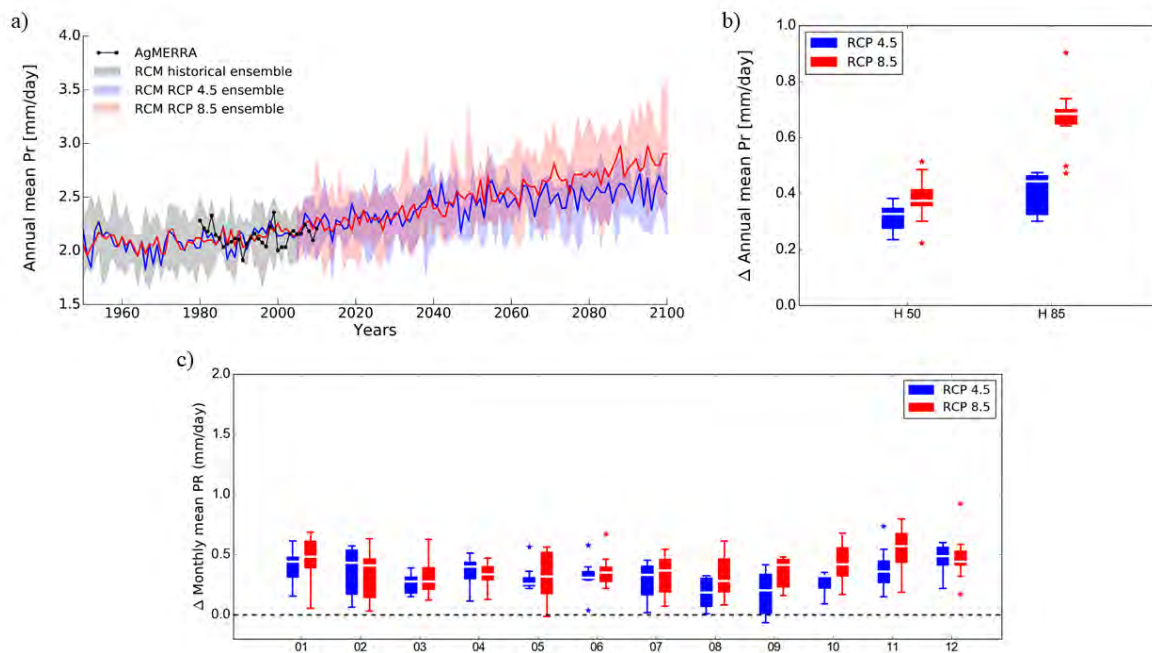 a)
Annual mean Pr [mm/day]
4.0
3.5
3.0
2.5
2.0
1.5
AgMERRA
RCM historical ensemble
RCM RCP 4.5 ensemble
RCM RCP 8.5 ensemble
1960 1980 2000 2020 2040 2060 2080 2100
Years
b)
Δ Annual mean Pr [mm/day]
1.0
0.8
0.6
0.4
0.2
0.0
RCP 4.5
RCP 8.5
H 50 H 85
c)
Δ Monthly mean PR (mm/day)
2.0
1.5
1.0
0.5
0.0
RCP 4.5
RCP 8.5
01 02 03 04 05 06 07 08 09 10 11 12